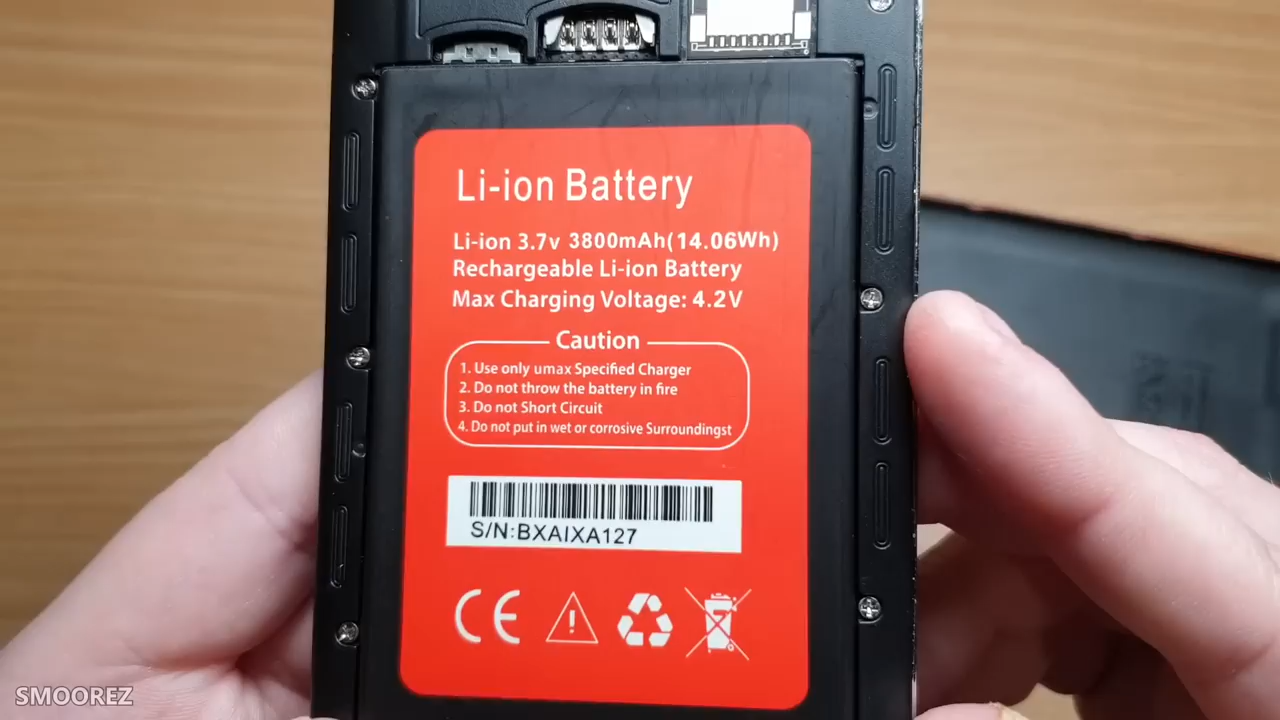 Li-ion Battery
Li-ion 3.7v 3800mAh(14.06Wh)
Rechargeable Li-ion Battery
Max Charging Voltage: 4.2V
Caution
1. Use only umax Specified Charger
2. Do not throw the battery in fire
3. Do not Short Circuit
4. Do not put in wet or corrosive Surroundingst
S/N:BXAIXA127
CE
SMOOREZ